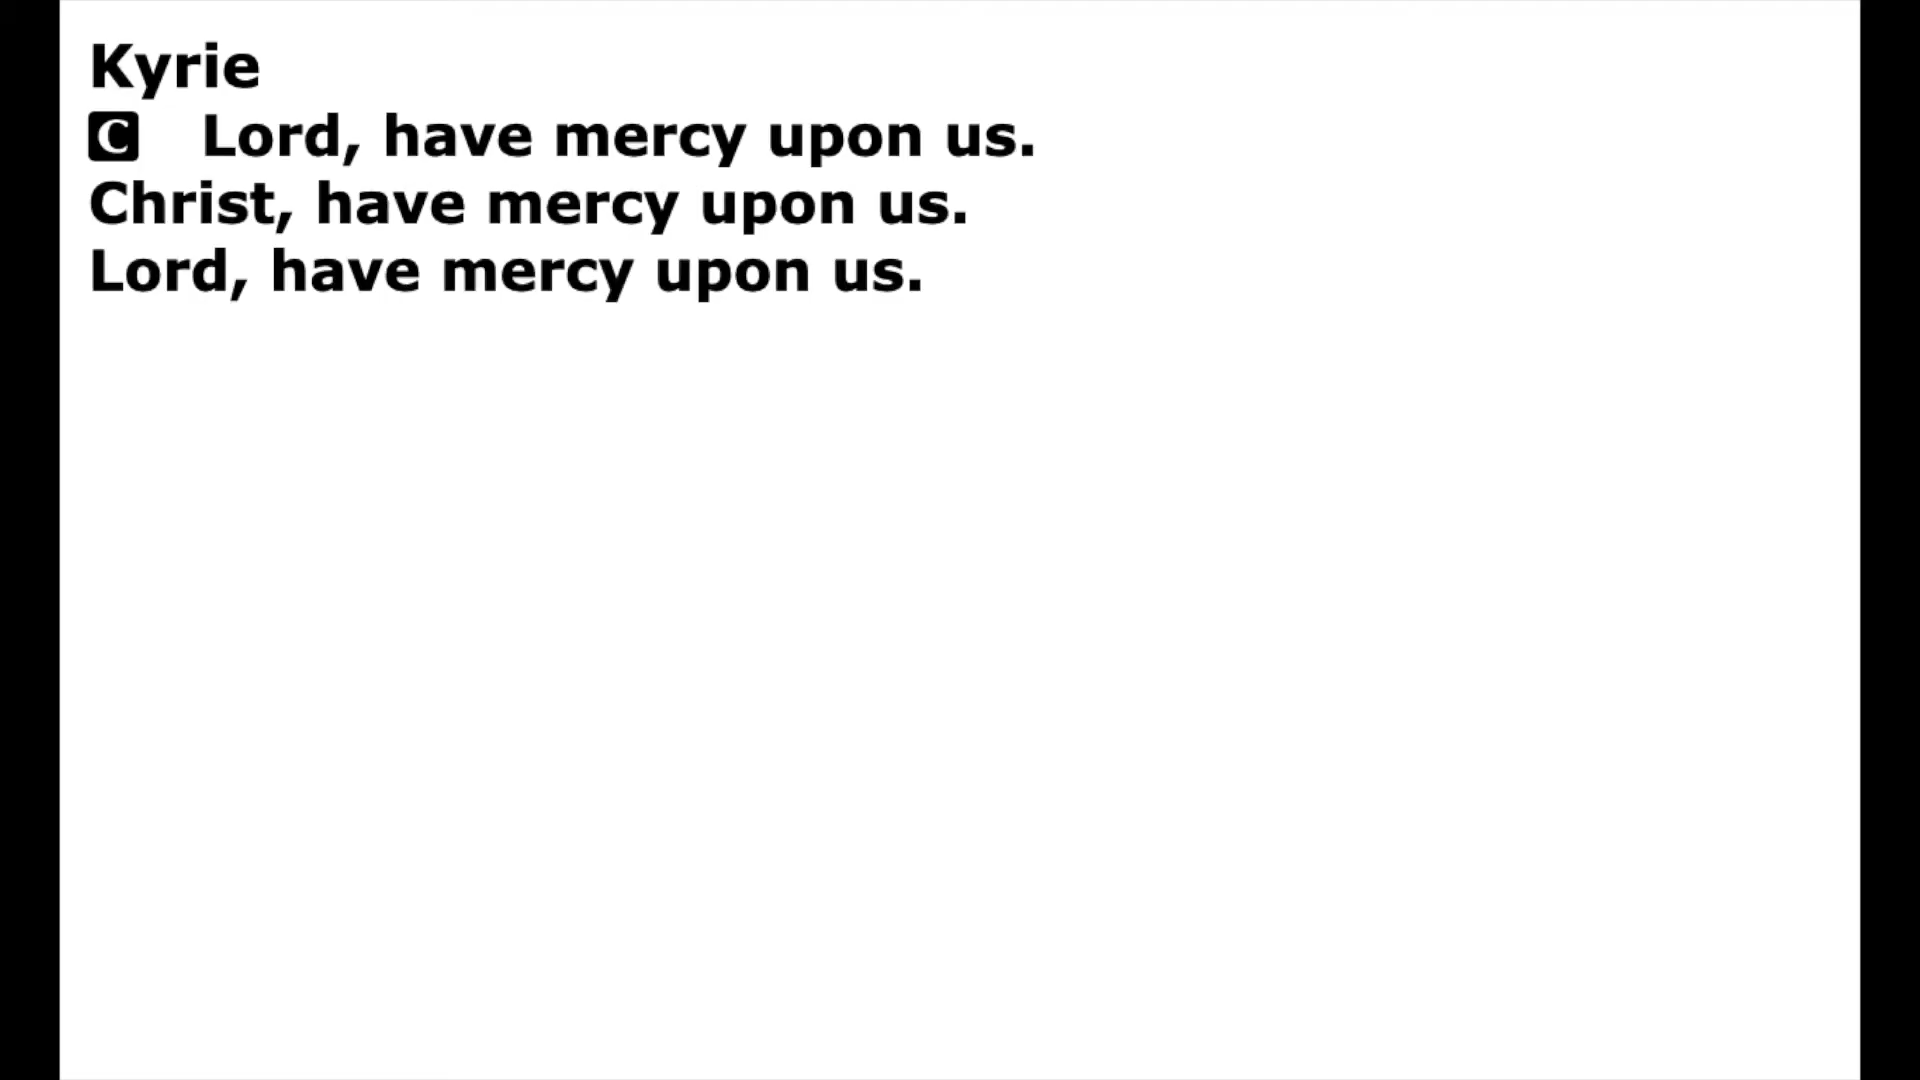 Kyrie
C Lord, have mercy upon us.
Christ, have mercy upon us.
Lord, have mercy upon us.